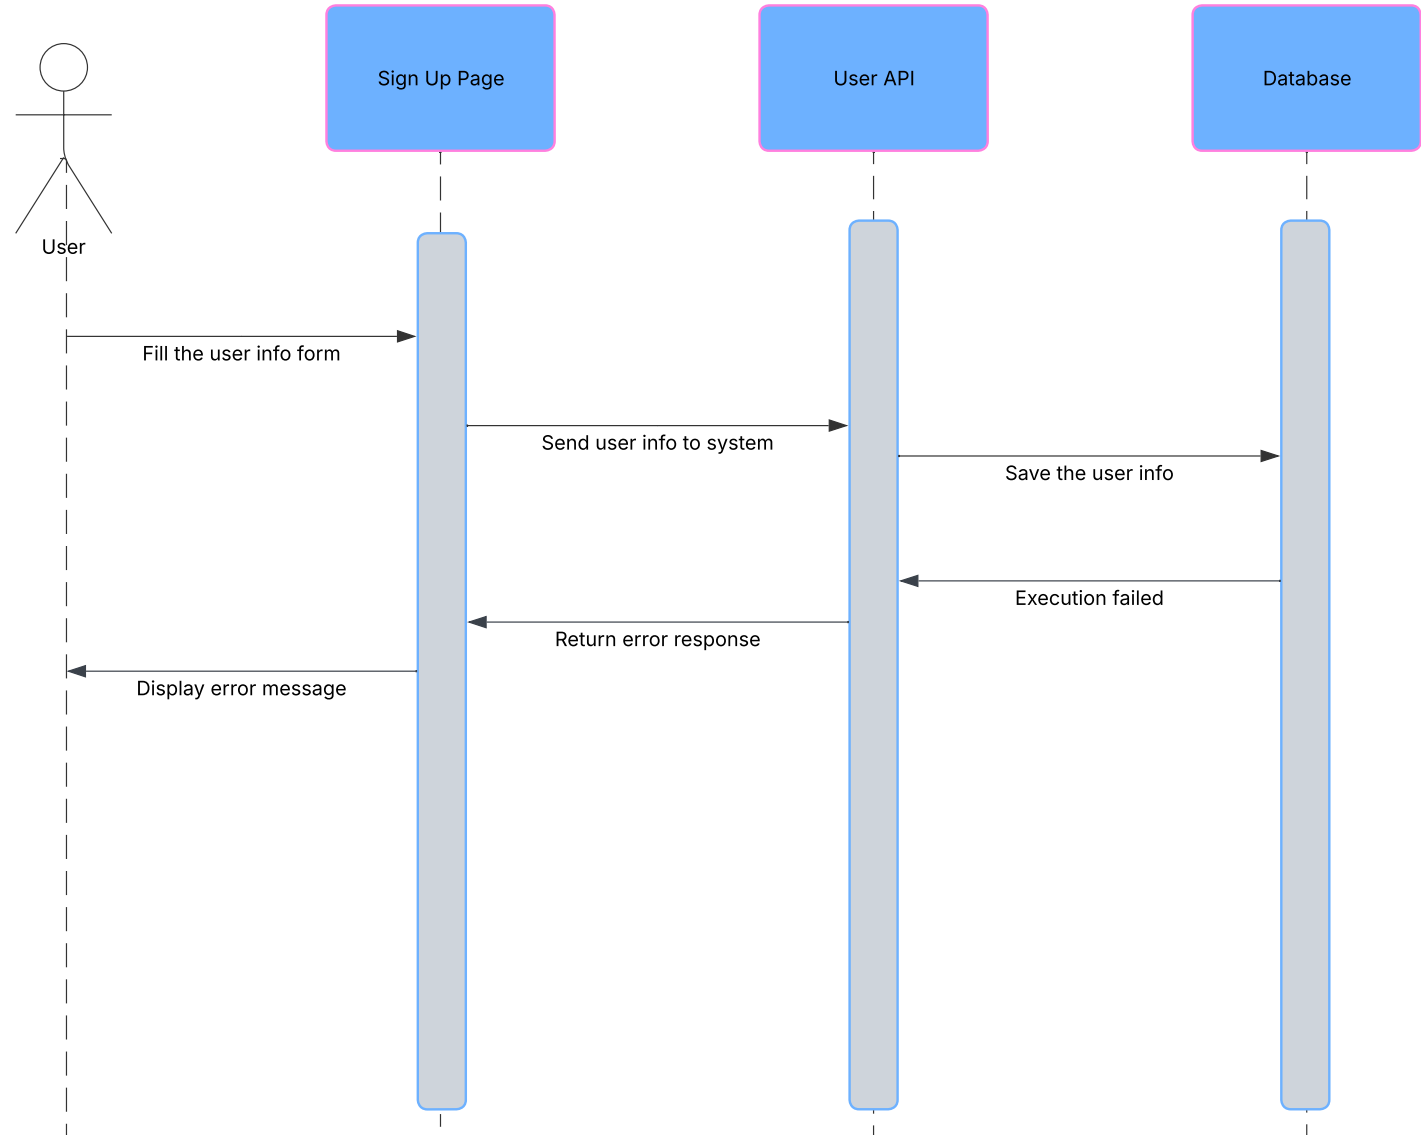 Sign Up Page
User API
Database
User
Fill the user info form
Send user info to system
Save the user info
Execution failed
Return error response
Display error message